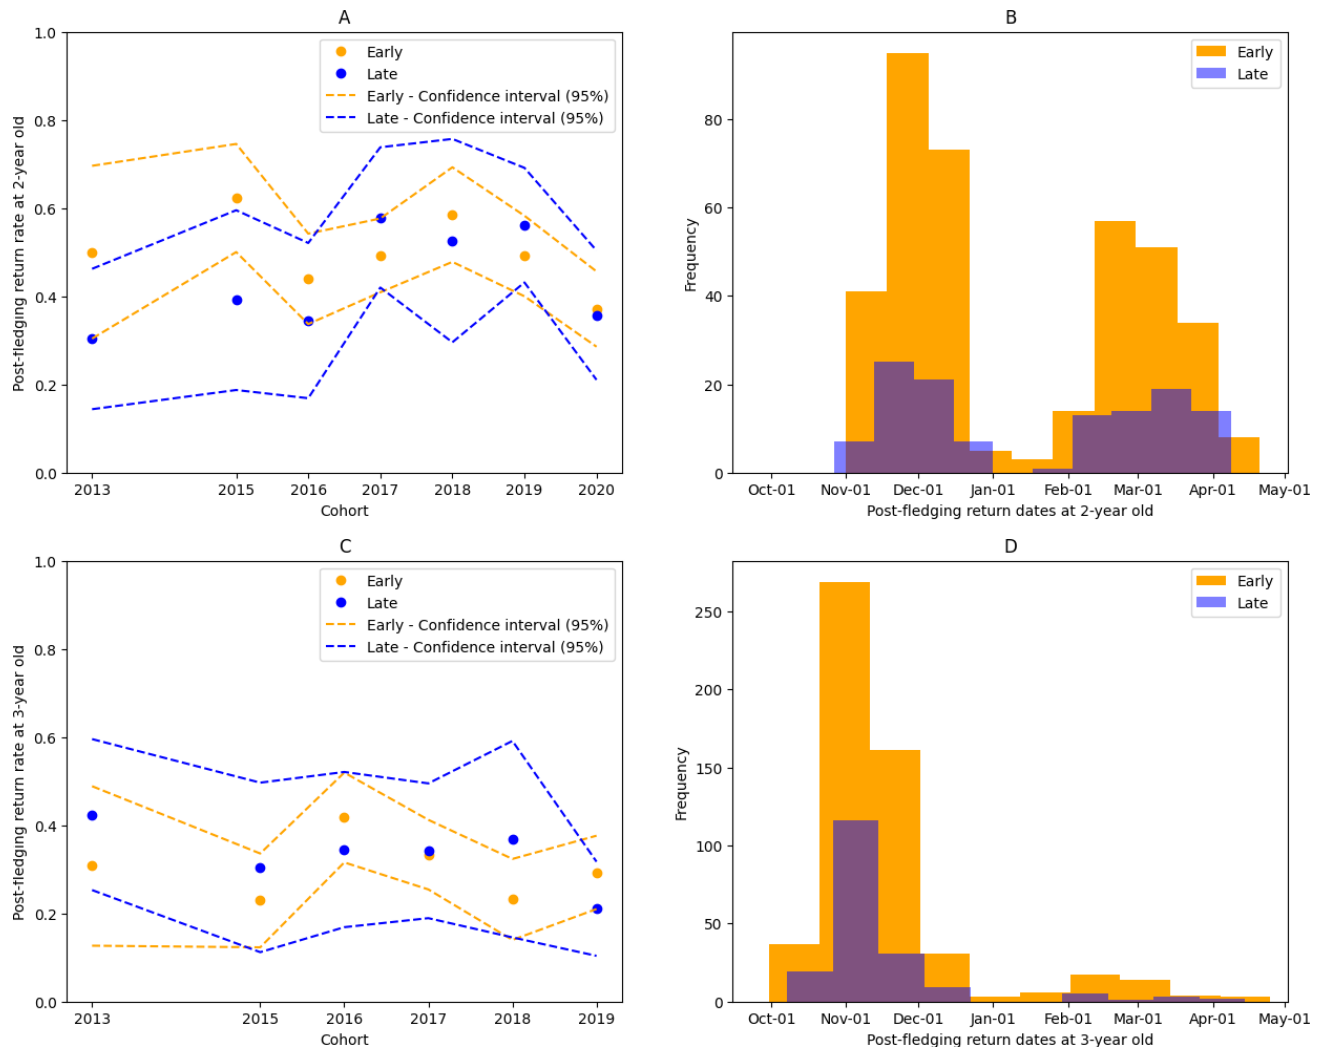 A
Post-fledging return rate at 2-year old
1.0
0.8
0.6
0.4
0.2
0.0
Early
Late
Early - Confidence interval (95%)
Late - Confidence interval (95%)
2013 2015 2016 2017 2018 2019 2020
Cohort
B
Frequency
80
60
40
20
0
Early
Late
Oct-01 Nov-01 Dec-01 Jan-01 Feb-01 Mar-01 Apr-01 May-01
Post-fledging return dates at 2-year old
C
Post-fledging return rate at 3-year old
1.0
0.8
0.6
0.4
0.2
0.0
Early
Late
Early - Confidence interval (95%)
Late - Confidence interval (95%)
2013 2015 2016 2017 2018 2019
Cohort
D
Frequency
250
200
150
100
50
0
Early
Late
Oct-01 Nov-01 Dec-01 Jan-01 Feb-01 Mar-01 Apr-01 May-01
Post-fledging return dates at 3-year old